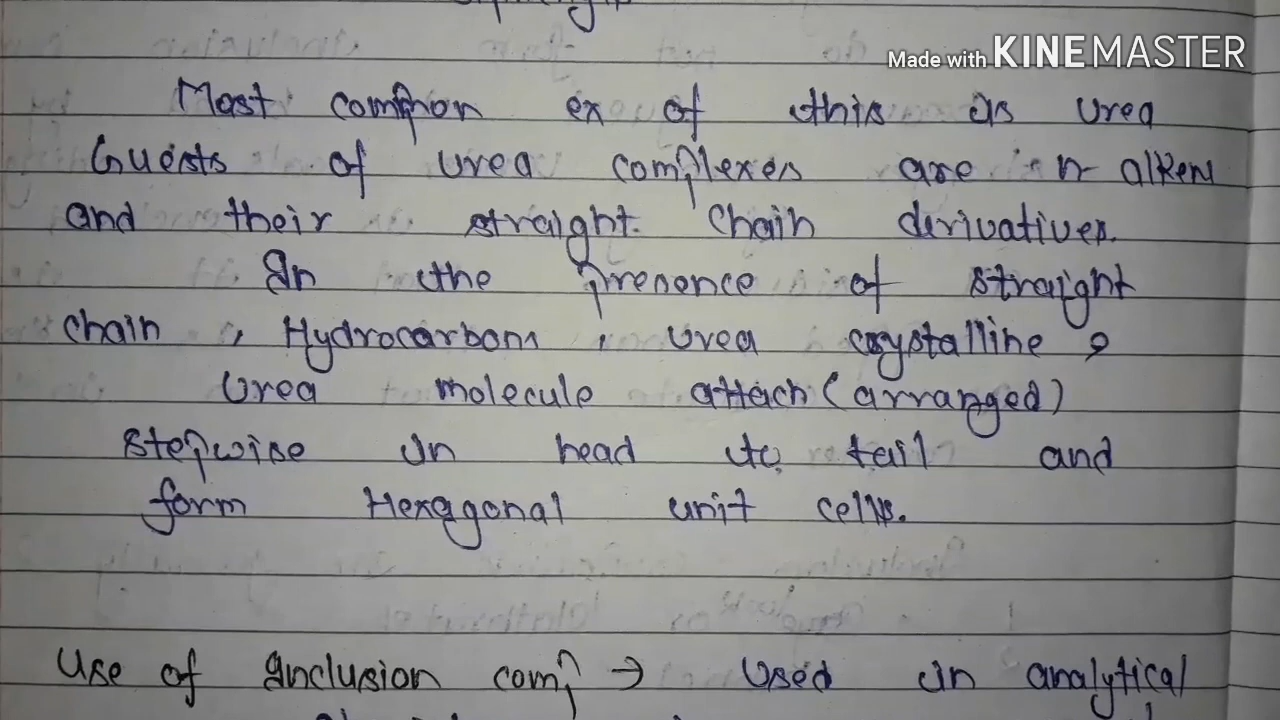 Made with KINEMASTER
Most common ex of this is Urea
Guests of urea complexes are n- alken
and their straight chain derivatives.
In the presence of straight
chain , Hydrocarbons , urea crystalline &
Urea molecule attach (arranged)
stepwise in head to tail and
form Hexagonal unit cells.
Use of Inclusion comp → Used in analytical